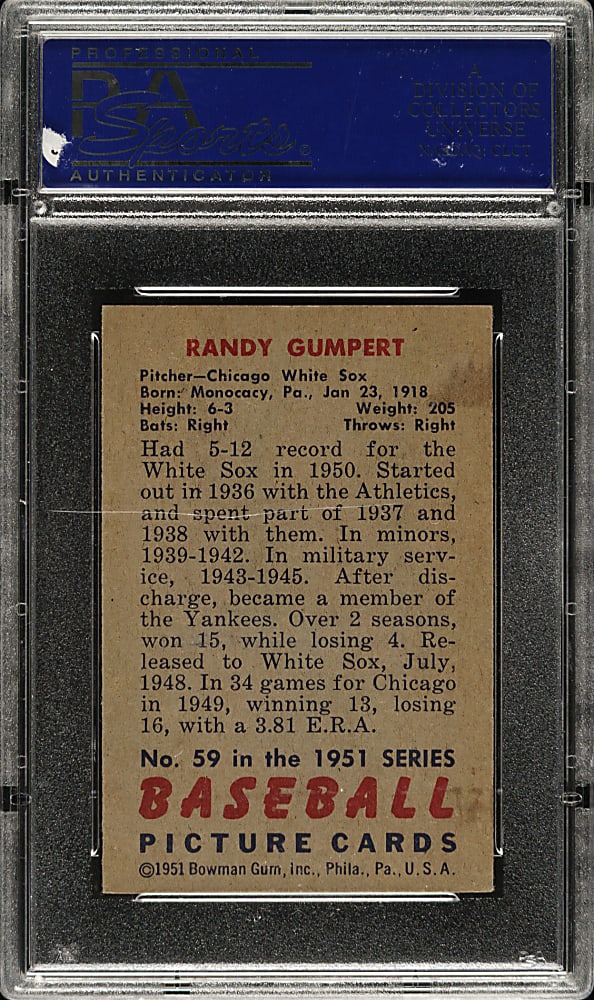 PROFESSIONAL
PSA
Sports
AUTHENTICATOR
A
DIVISION OF
COLLECTORS
UNIVERSE
NASDAQ: CLCT
RANDY GUMPERT
Pitcher—Chicago White Sox
Born: Monocacy, Pa., Jan 23, 1918
Height: 6-3 Weight: 205
Bats: Right Throws: Right
Had 5-12 record for the
White Sox in 1950. Started
out in 1936 with the Athletics,
and spent part of 1937 and
1938 with them. In minors,
1939-1942. In military serv-
ice, 1943-1945. After dis-
charge, became a member of
the Yankees. Over 2 seasons,
won 15, while losing 4. Re-
leased to White Sox, July,
1948. In 34 games for Chicago
in 1949, winning 13, losing
16, with a 3.81 E.R.A.
No. 59 in the 1951 SERIES
BASEBALL
PICTURE CARDS
©1951 Bowman Gum, Inc., Phila., Pa., U.S.A.